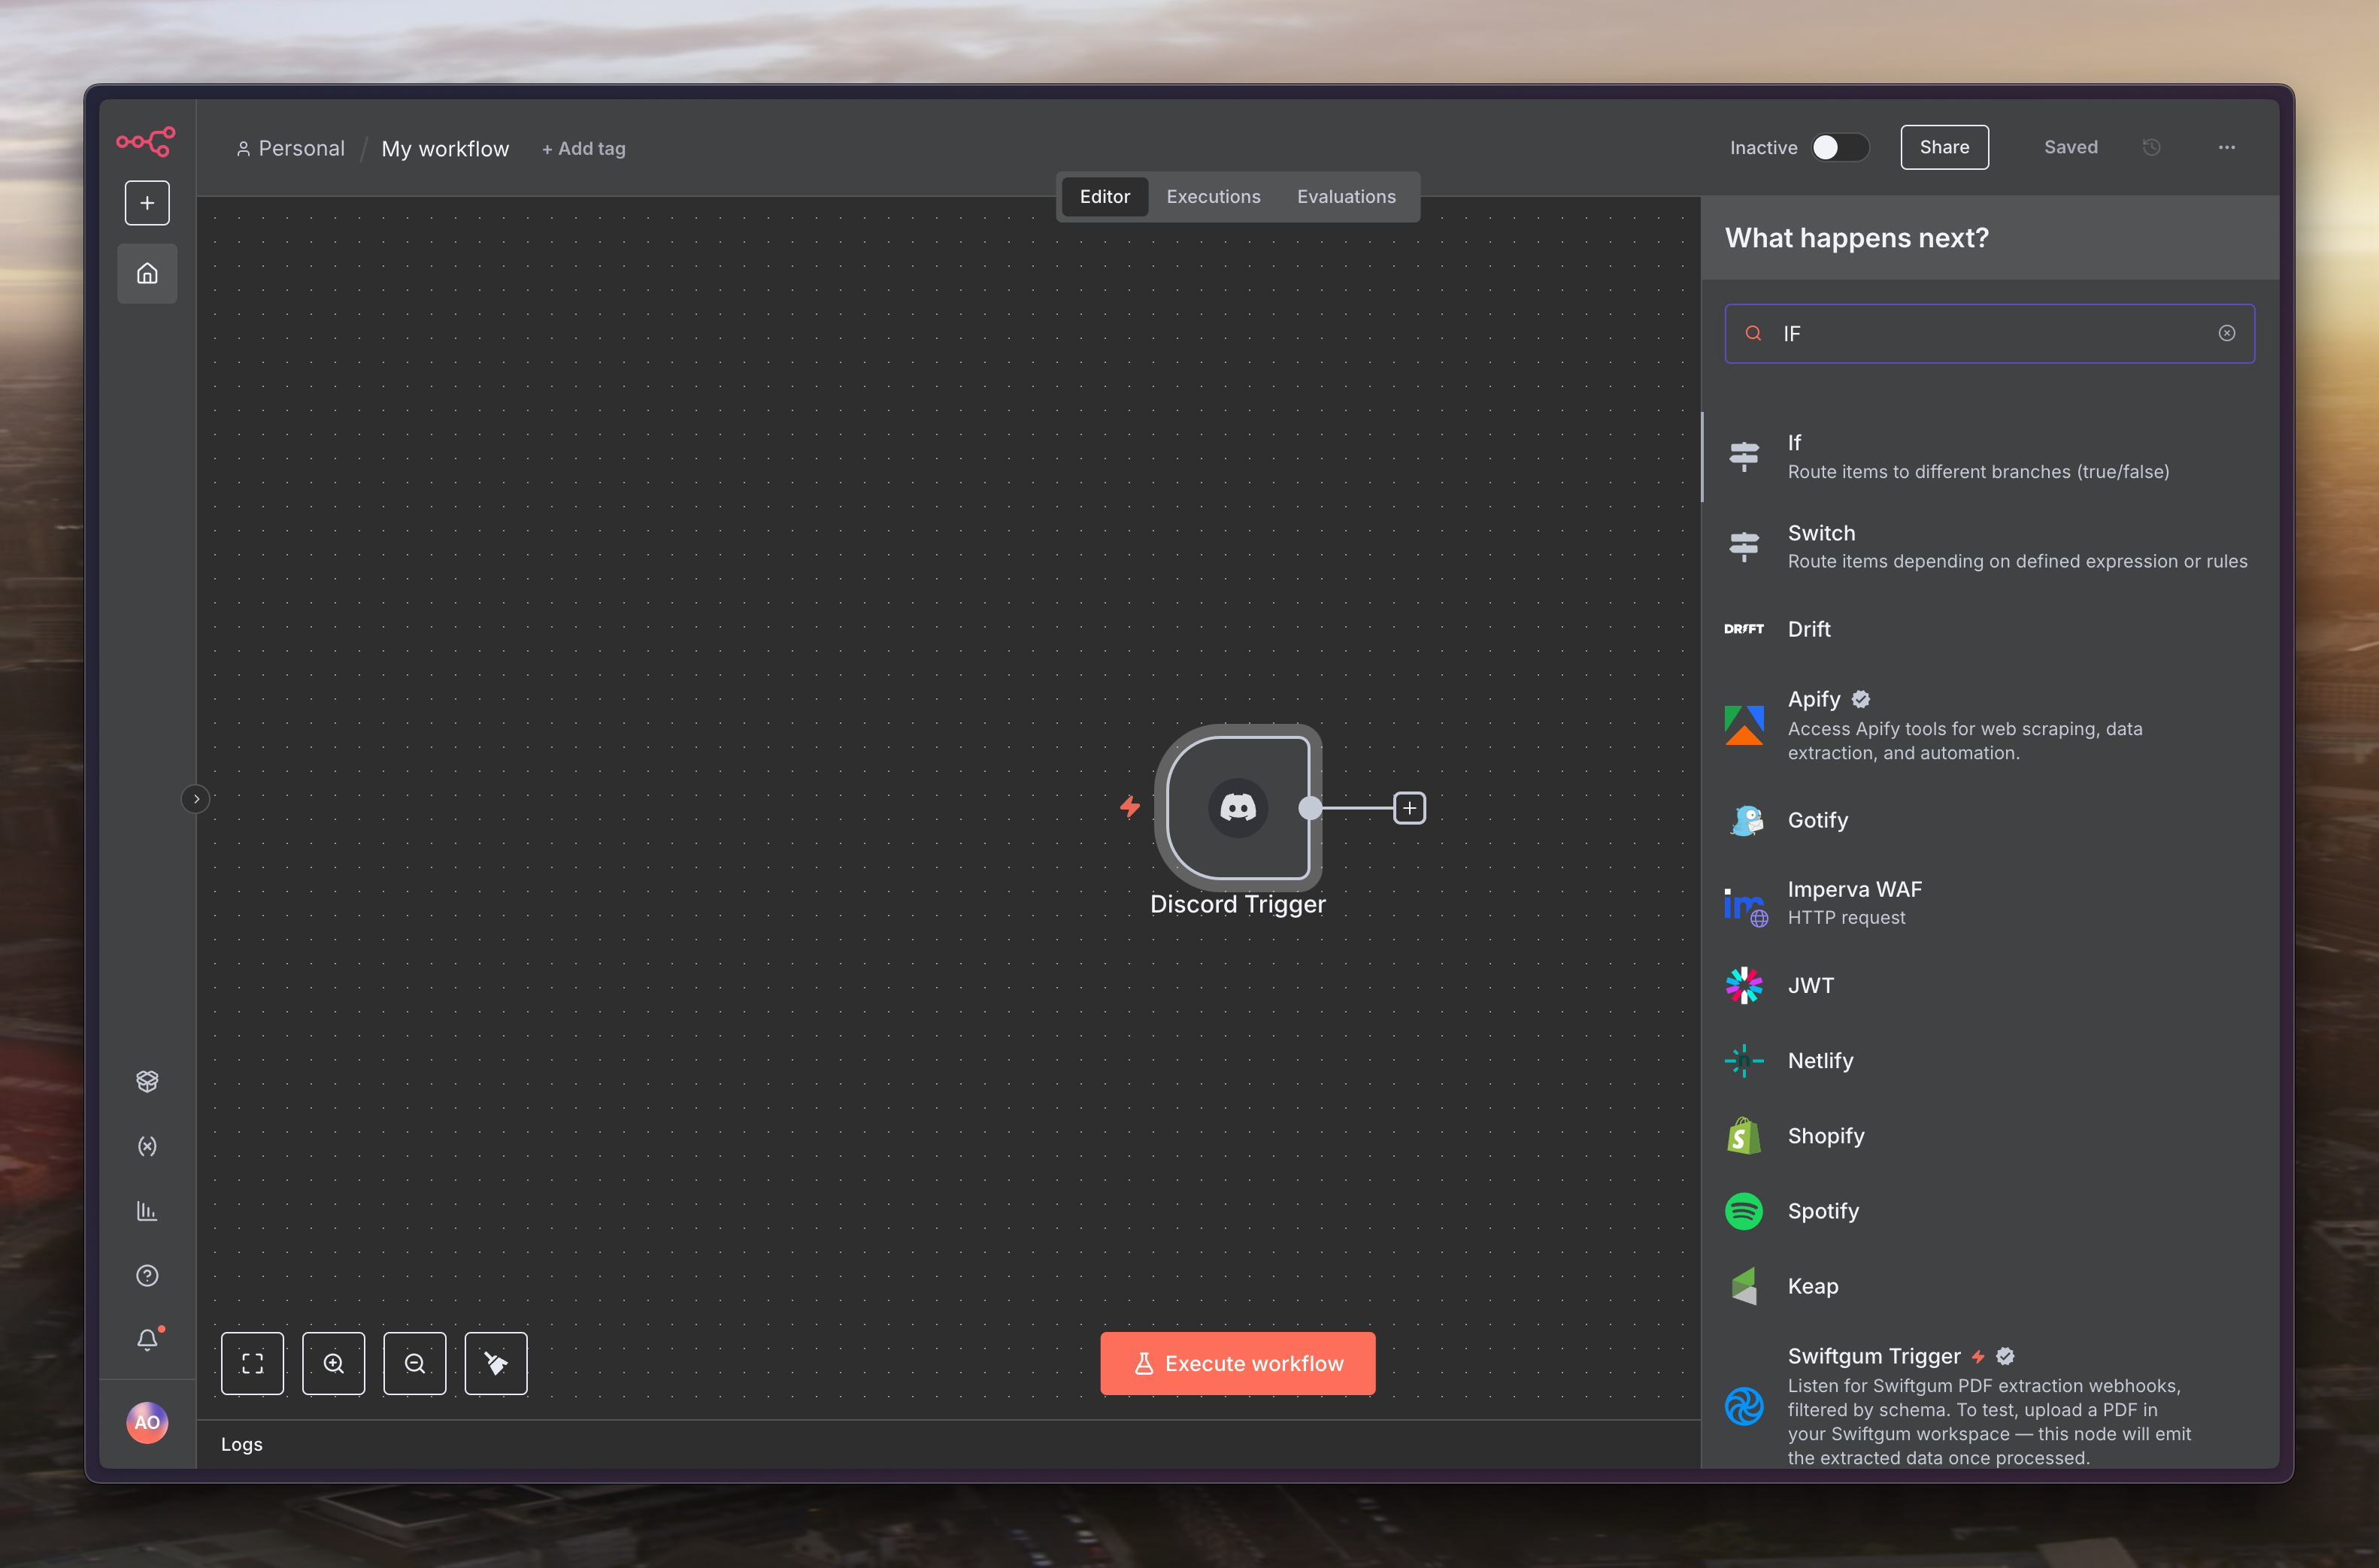 Personal / My workflow + Add tag
Inactive Share Saved
Editor Executions Evaluations
What happens next?
IF
If
Route items to different branches (true/false)
Switch
Route items depending on defined expression or rules
DRIFT Drift
Apify
Access Apify tools for web scraping, data
extraction, and automation.
Gotify
im
Imperva WAF
HTTP request
JWT
n Netlify
S Shopify
Spotify
Keap
Swiftgum Trigger
Listen for Swiftgum PDF extraction webhooks,
filtered by schema. To test, upload a PDF in
your Swiftgum workspace — this node will emit
the extracted data once processed.
Discord Trigger
Execute workflow
AO
Logs